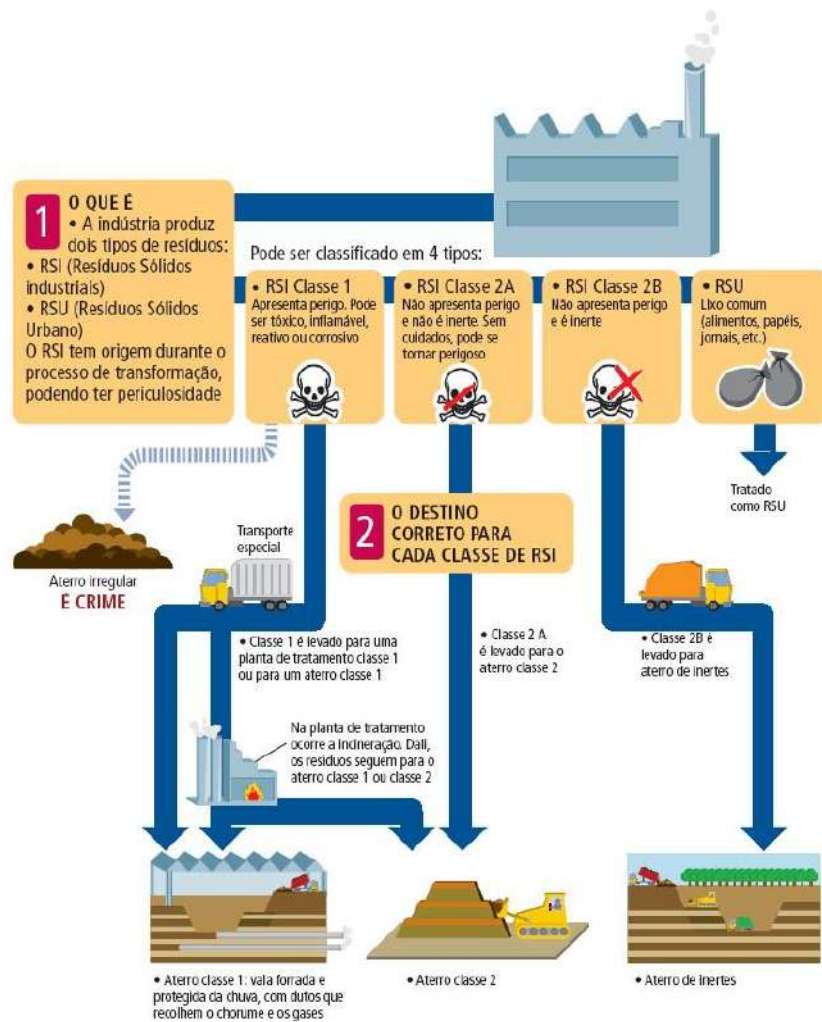 1
O QUE É
• A indústria produz
dois tipos de resíduos:
• RSI (Resíduos Sólidos
industriais)
• RSU (Resíduos Sólidos
Urbano)
O RSI tem origem durante o
processo de transformação,
podendo ter periculosidade
Pode ser classificado em 4 tipos:
• RSI Classe 1
Apresenta perigo. Pode
ser tóxico, inflamável,
reativo ou corrosivo
• RSI Classe 2A
Não apresenta perigo
e não é inerte. Sem
cuidados, pode se
tornar perigoso
• RSI Classe 2B
Não apresenta perigo
e é inerte
• RSU
Lixo comum
(alimentos, papéis,
jornais, etc.)
Tratado
como RSU
Aterro irregular
É CRIME
Transporte
especial
2
O DESTINO
CORRETO PARA
CADA CLASSE DE RSI
• Classe 1 é levado para uma
planta de tratamento classe 1
ou para um aterro classe 1
• Classe 2 A
é levado para o
aterro classe 2
• Classe 2B é
levado para
aterro de inertes
Na planta de tratamento
ocorre a incineração. Dali,
os resíduos seguem para o
aterro classe 1 ou classe 2
• Aterro classe 1: vala forrada e
protegida da chuva, com dutos que
recolhem o chorume e os gases
• Aterro classe 2
• Aterro de inertes